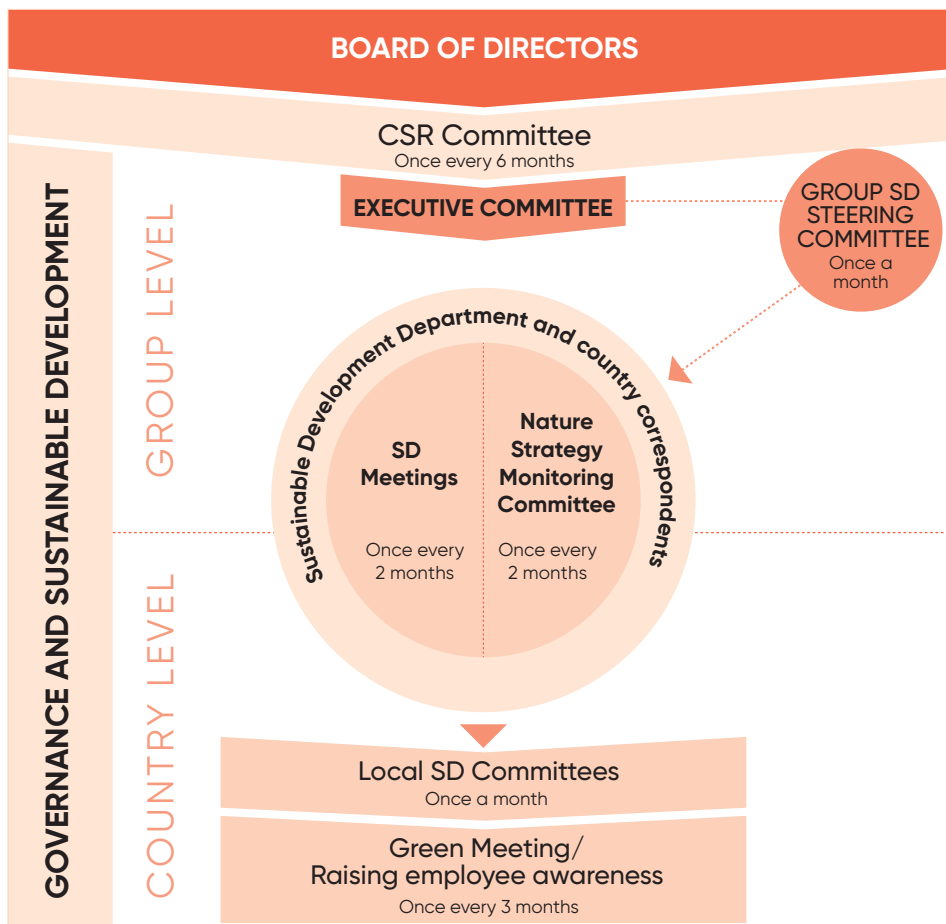 BOARD OF DIRECTORS
CSR Committee
Once every 6 months
EXECUTIVE COMMITTEE
GROUP SD
STEERING
COMMITTEE
Once a
month
GOVERNANCE AND SUSTAINABLE DEVELOPMENT
GROUP LEVEL
Sustainable Development Department and country correspondents
SD
Meetings
Once every
2 months
Nature
Strategy
Monitoring
Committee
Once every
2 months
COUNTRY LEVEL
Local SD Committees
Once a month
Green Meeting/
Raising employee awareness
Once every 3 months